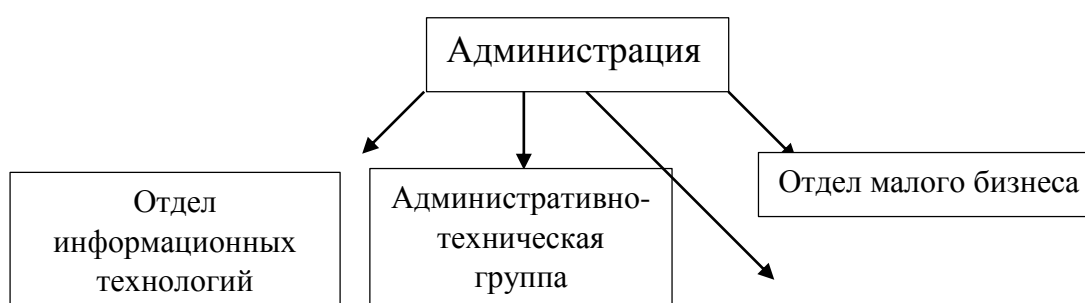 Администрация
Отдел малого бизнеса
Отдел
информационных
технологий
Административно-
техническая
группа